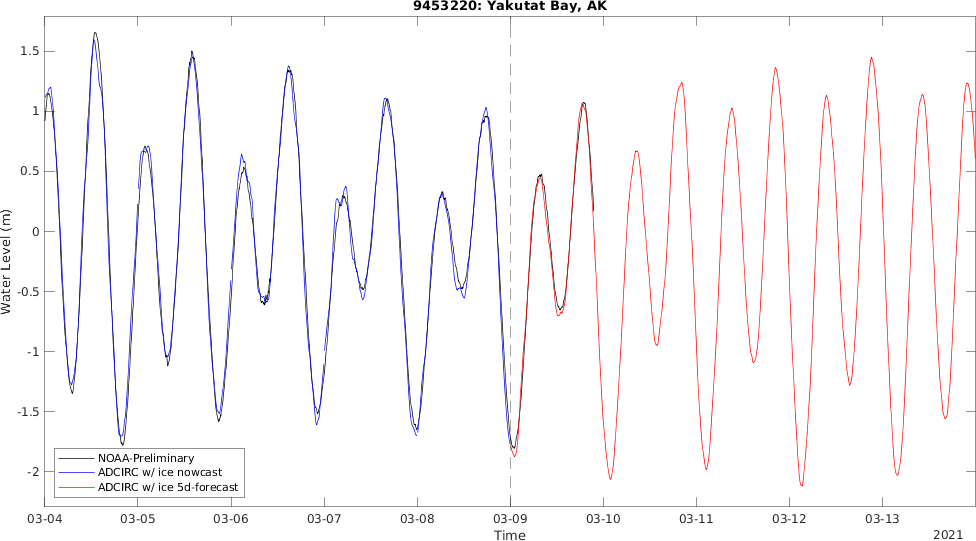 9453220: Yakutat Bay, AK
Water Level (m)
1.5
1
0.5
0
-0.5
-1
-1.5
-2
NOAA-Preliminary
ADCIRC w/ ice nowcast
ADCIRC w/ ice 5d-forecast
03-04 03-05 03-06 03-07 03-08 03-09 03-10 03-11 03-12 03-13
Time
2021